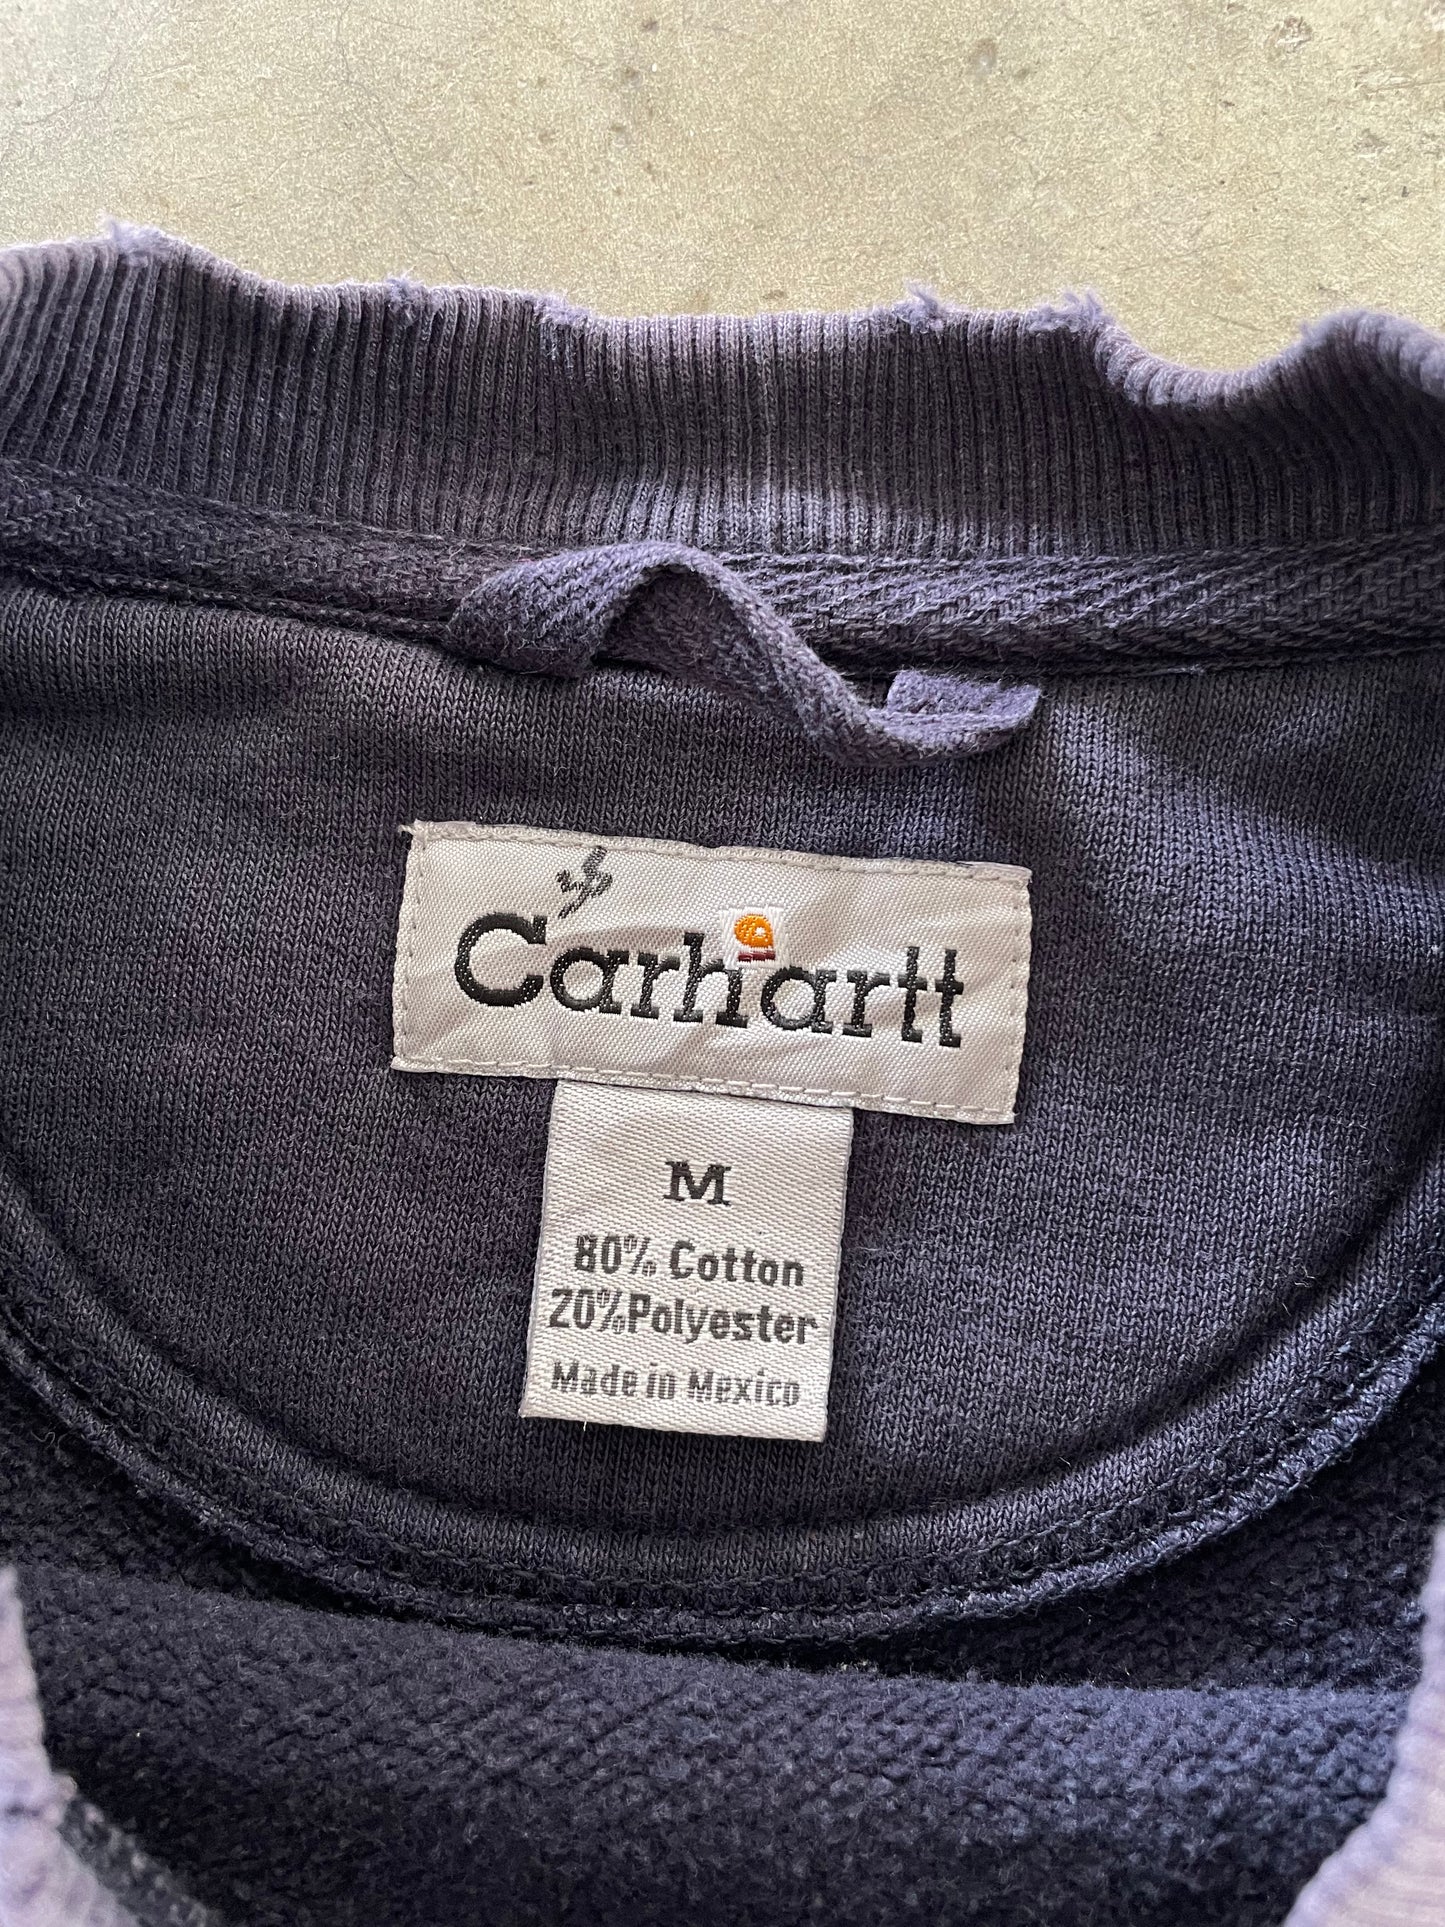 Carhartt
M
80% Cotton
20% Polyester
Made in Mexico